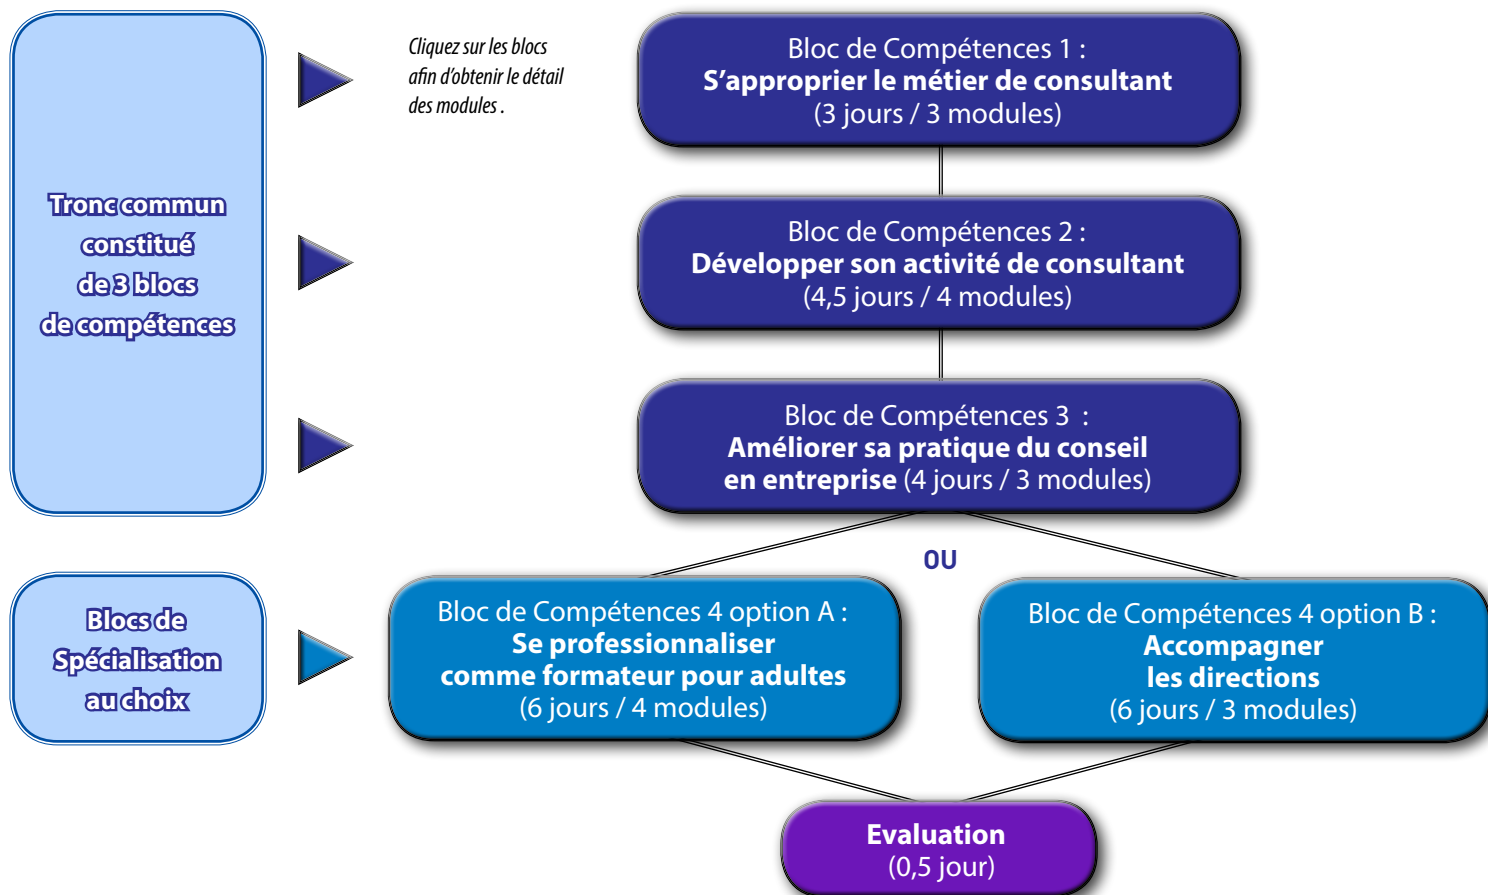 Tronc commun
constitué
de 3 blocs
de compétences
Cliquez sur les blocs
afin d'obtenir le détail
des modules .
Bloc de Compétences 1 :
S'approprier le métier de consultant
(3 jours / 3 modules)
Bloc de Compétences 2 :
Développer son activité de consultant
(4,5 jours / 4 modules)
Bloc de Compétences 3  :
Améliorer sa pratique du conseil
en entreprise (4 jours / 3 modules)
OU
Blocs de
Spécialisation
au choix
Bloc de Compétences 4 option A :
Se professionnaliser
comme formateur pour adultes
(6 jours / 4 modules)
Bloc de Compétences 4 option B :
Accompagner
les directions
(6 jours / 3 modules)
Evaluation
(0,5 jour)